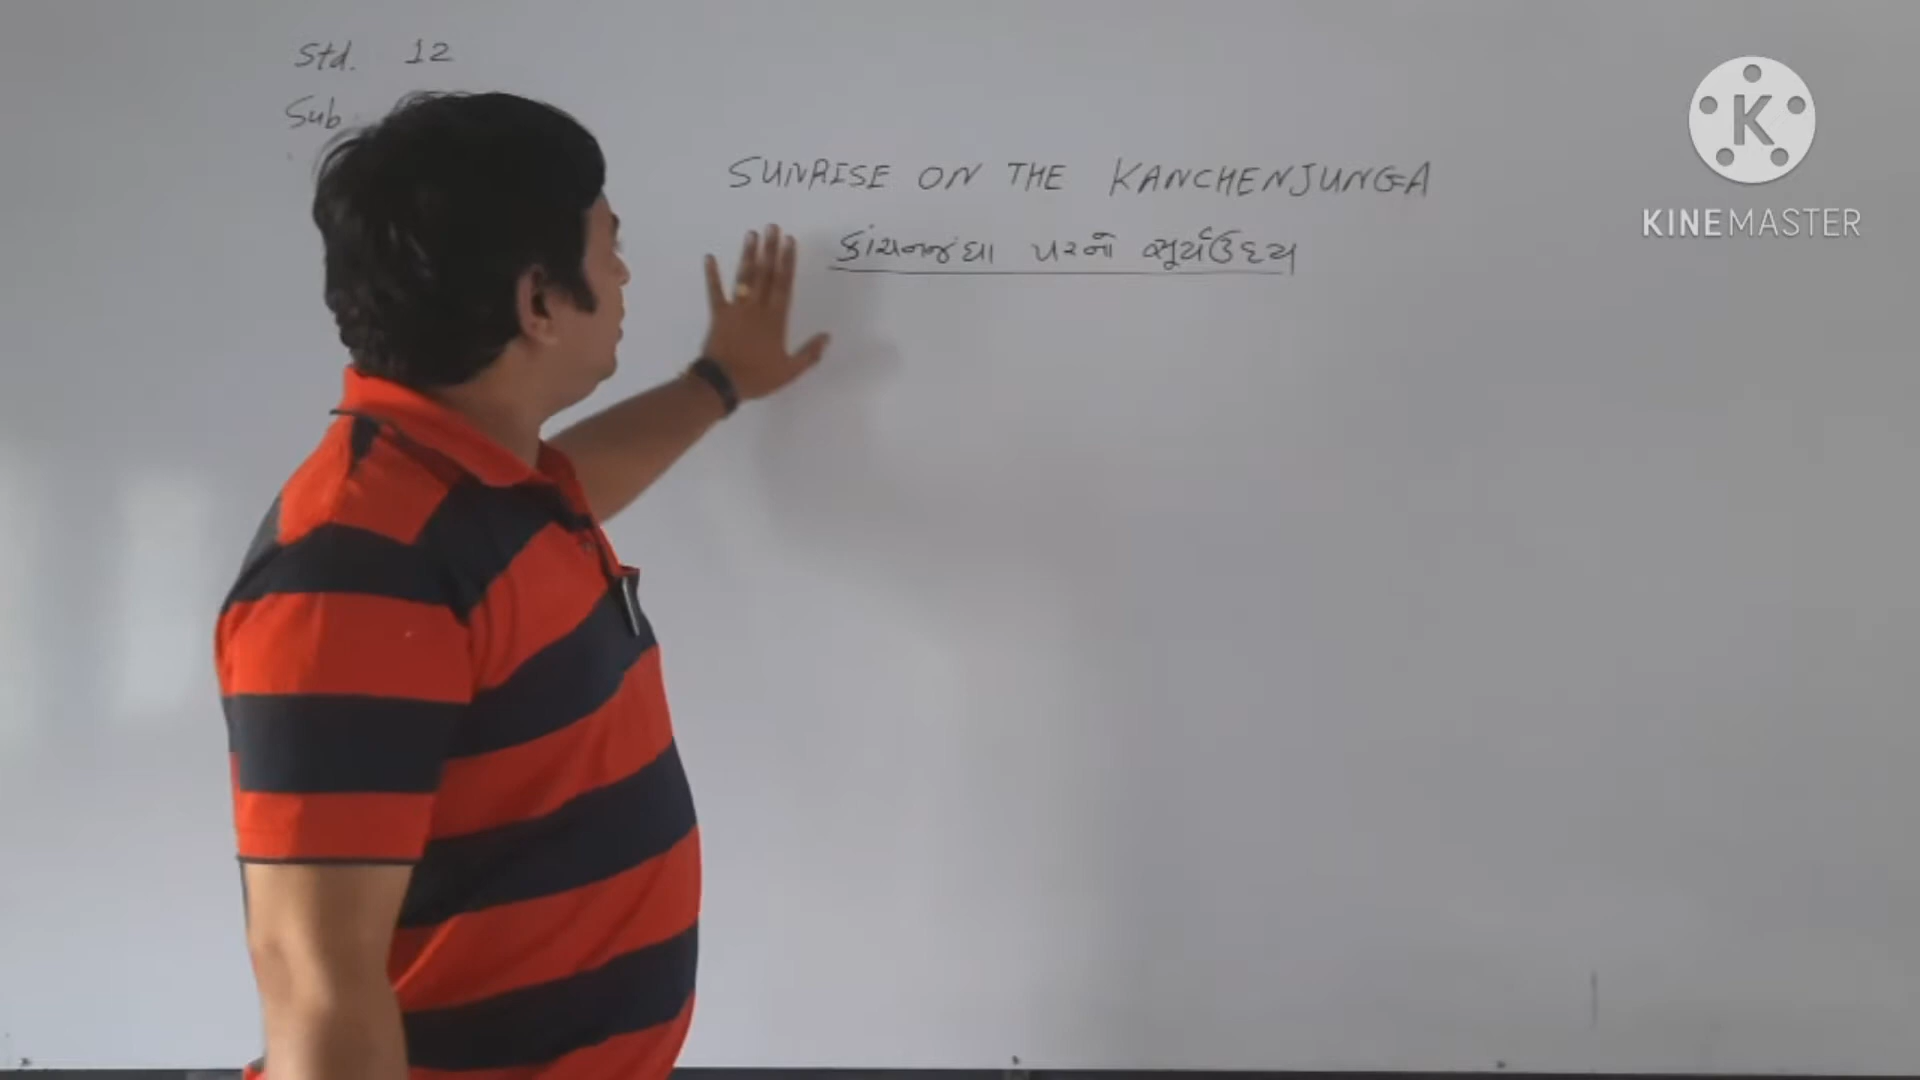 Std. 12
Sub
SUNRISE ON THE KANCHENJUNGA
કાંચનજંઘા પરનો સૂર્યઉદય
K
KINEMASTER